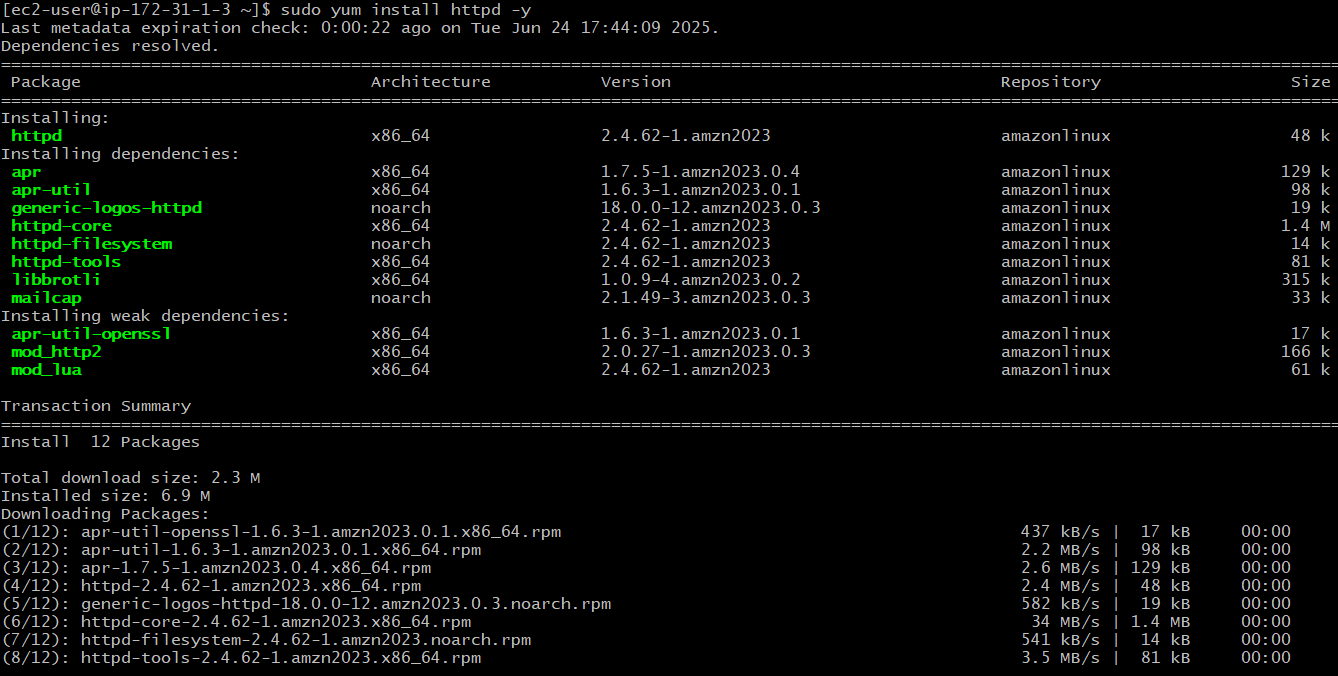 [ec2-user@ip-172-31-1-3 ~]$ sudo yum install httpd -y
Last metadata expiration check: 0:00:22 ago on Tue Jun 24 17:44:09 2025.
Dependencies resolved.
================================================================================
Package Architecture Version Repository Size
================================================================================
Installing:
httpd x86_64 2.4.62-1.amzn2023 amazonlinux 48 k
Installing dependencies:
apr x86_64 1.7.5-1.amzn2023.0.4 amazonlinux 129 k
apr-util x86_64 1.6.3-1.amzn2023.0.1 amazonlinux 98 k
generic-logos-httpd noarch 18.0.0-12.amzn2023.0.3 amazonlinux 19 k
httpd-core x86_64 2.4.62-1.amzn2023 amazonlinux 1.4 M
httpd-filesystem noarch 2.4.62-1.amzn2023 amazonlinux 14 k
httpd-tools x86_64 2.4.62-1.amzn2023 amazonlinux 81 k
libbrotli x86_64 1.0.9-4.amzn2023.0.2 amazonlinux 315 k
mailcap noarch 2.1.49-3.amzn2023.0.3 amazonlinux 33 k
Installing weak dependencies:
apr-util-openssl x86_64 1.6.3-1.amzn2023.0.1 amazonlinux 17 k
mod_http2 x86_64 2.0.27-1.amzn2023.0.3 amazonlinux 166 k
mod_lua x86_64 2.4.62-1.amzn2023 amazonlinux 61 k
Transaction Summary
================================================================================
Install 12 Packages
Total download size: 2.3 M
Installed size: 6.9 M
Downloading Packages:
(1/12): apr-util-openssl-1.6.3-1.amzn2023.0.1.x86_64.rpm 437 kB/s | 17 kB 00:00
(2/12): apr-util-1.6.3-1.amzn2023.0.1.x86_64.rpm 2.2 MB/s | 98 kB 00:00
(3/12): apr-1.7.5-1.amzn2023.0.4.x86_64.rpm 2.6 MB/s | 129 kB 00:00
(4/12): httpd-2.4.62-1.amzn2023.x86_64.rpm 2.4 MB/s | 48 kB 00:00
(5/12): generic-logos-httpd-18.0.0-12.amzn2023.0.3.noarch.rpm 582 kB/s | 19 kB 00:00
(6/12): httpd-core-2.4.62-1.amzn2023.x86_64.rpm 34 MB/s | 1.4 MB 00:00
(7/12): httpd-filesystem-2.4.62-1.amzn2023.noarch.rpm 541 kB/s | 14 kB 00:00
(8/12): httpd-tools-2.4.62-1.amzn2023.x86_64.rpm 3.5 MB/s | 81 kB 00:00